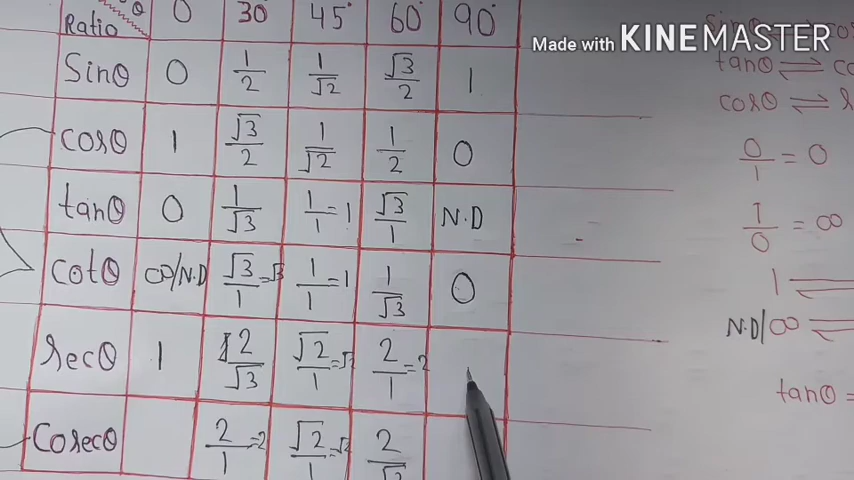 θ 0 30° 45° 60° 90°
Ratio
Made with KINEMASTER
Sinθ 0 1/2 1/√2 √3/2 1
cosθ 1 √3/2 1/√2 1/2 0
tanθ 0 1/√3 1/1=1 √3/1 N.D
cotθ ∞/N.D √3/1=√3 1/1=1 1/√3 0
secθ 1 2/√3 √2/1=√2 2/1=2
Cosecθ 2/1=2 √2/1=√2 2/√3
sinθ
tanθ ⇌
cosθ ⇌
0/1 = 0
1/0 = ∞
1
N.D/∞
tanθ =